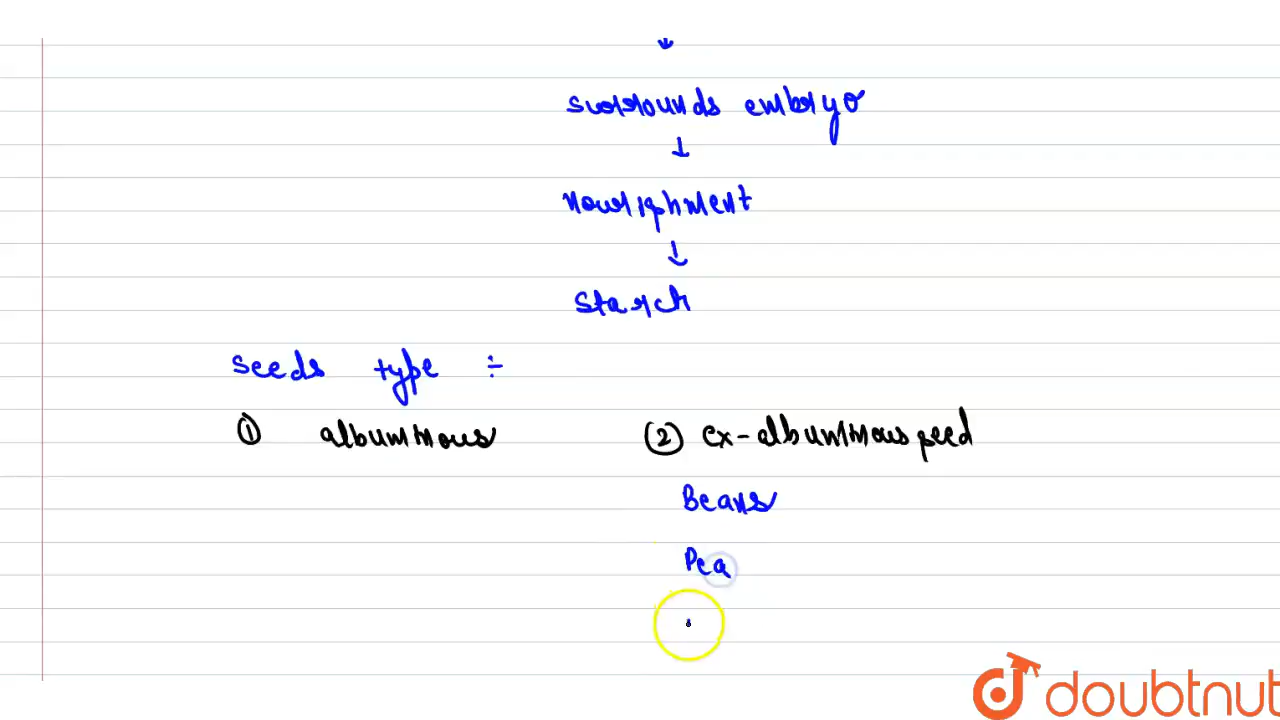 ↓
surrounds embryo
↓
nourishment
↓
starch
seeds type ÷
① albuminous (2) ex-albuminous seed
Beans
Pea
doubtnut